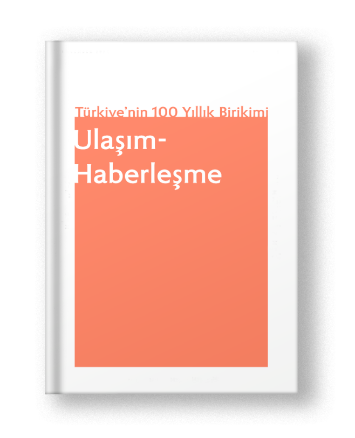 Türkiye'nin 100 Yıllık Birikimi
Ulaşım-
Haberleşme